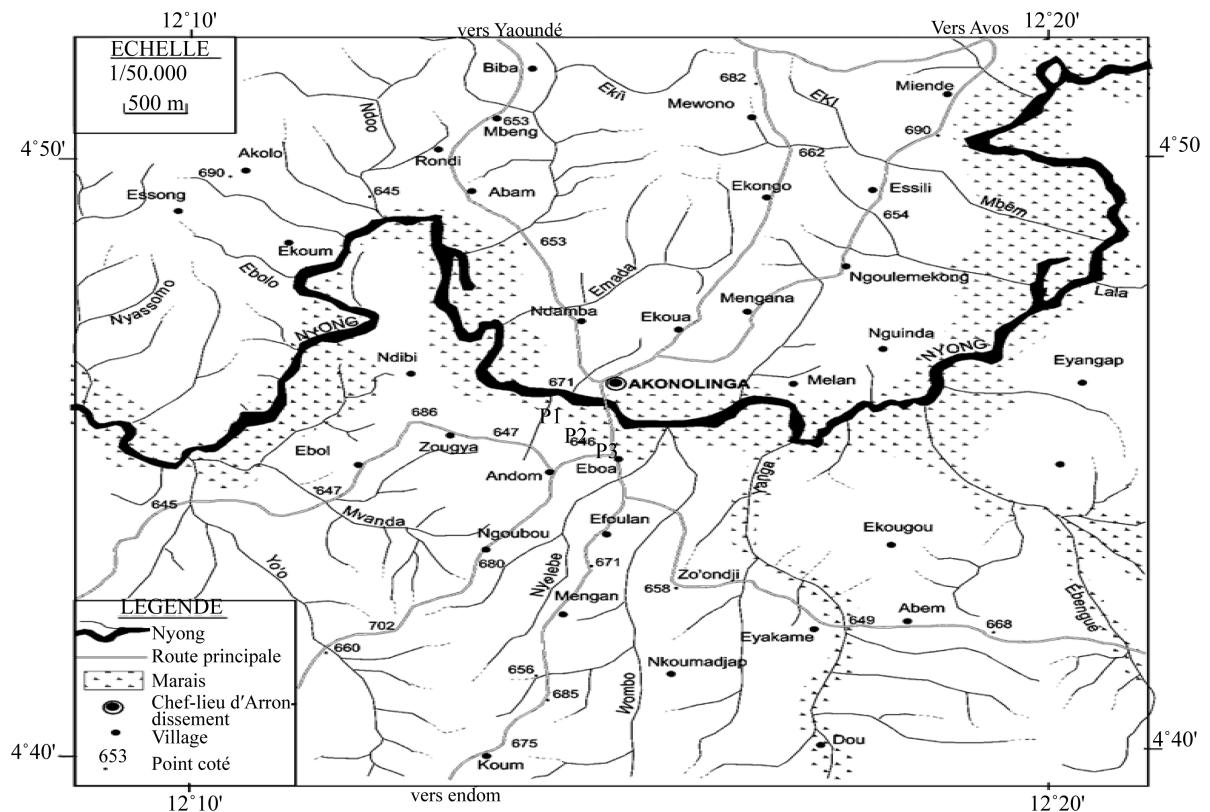 12°10'
12°20'
vers Yaoundé
Vers Avos
ECHELLE
1/50.000
500 m
Biba
682
EKI
Miende
Ndoo
Mewono
653
Mbeng
690
4°50'
4°50
Akolo
Rondi
662
690
Essong
645
Abam
Ekongo
Essili
654
Mbêm
Ekoum
653
Ebolo
Ngoulemekong
Nyassomo
Emada
Mengana
Lala
Ndamba
NYONG
Ekoua
Nguinda
NYONG
Ndibi
Eyangap
671
AKONOLINGA
Melan
686
P1
647
P2
646
Ebol
Zougya
P3
Andom
Eboa
647
645
Yanga
Mvanda
Efoulan
Ekougou
Ngoubou
Yo'o
680
Nyelebe
671
Zo'ondji
658
LEGENDE
Mengan
Ebengué
Nyong
702
649
Abem
668
Route principale
660
Eyakame
Marais
656
Nkoumadjap
Chef-lieu d'Arron
dissement
685
Wombo
Village
675
Dou
4°40'
4°40'
653
Point coté
Koum
12°10'
vers endom
12°20'